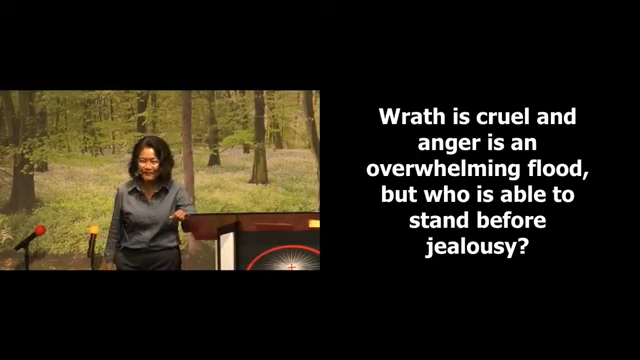 Wrath is cruel and
anger is an
overwhelming flood,
but who is able to
stand before
jealousy?